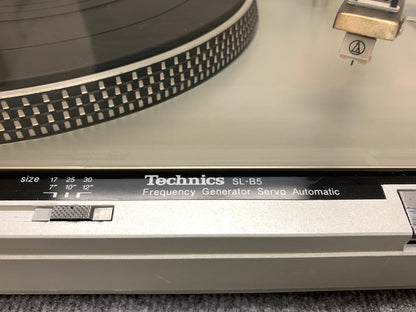 size 17 25 30
7" 10" 12"
Technics SL-B5
Frequency Generator Servo Automatic